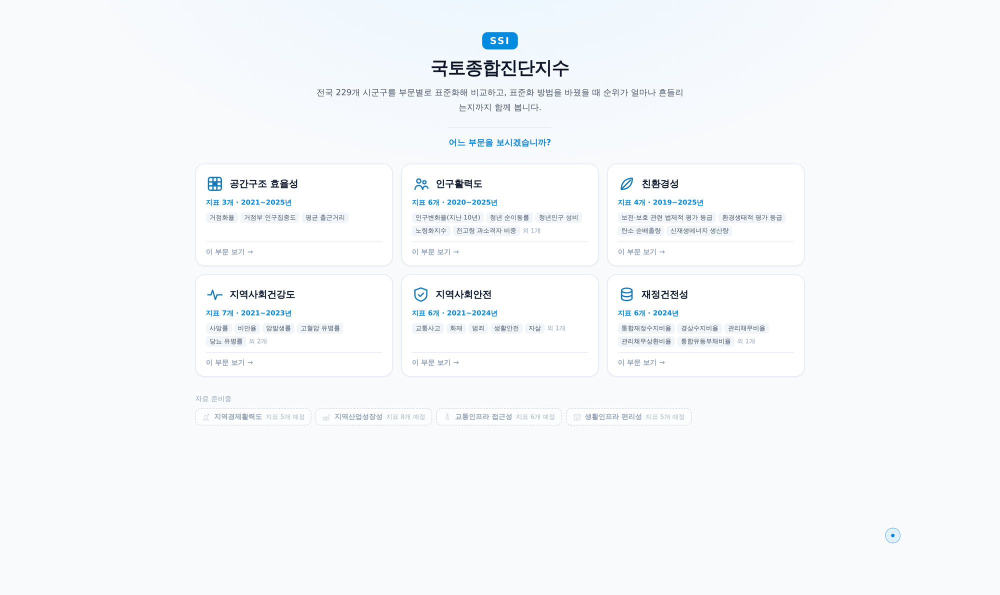 SSI
국토종합진단지수
전국 229개 시군구를 부문별로 표준화해 비교하고, 표준화 방법을 바꿨을 때 순위가 얼마나 흔들리
는지까지 함께 봅니다.
어느 부문을 보시겠습니까?
공간구조 효율성
지표 3개 · 2021~2025년
거점화율 거점부 인구집중도 평균 출근거리
이 부문 보기 →
인구활력도
지표 6개 · 2020~2025년
인구변화율(지난 10년) 청년 순이동률 청년인구 성비
노령화지수 전고령 과소격자 비중 외 1개
이 부문 보기 →
친환경성
지표 4개 · 2019~2025년
보전·보호 관련 법제적 평가 등급 환경생태적 평가 등급
탄소 순배출량 신재생에너지 생산량
이 부문 보기 →
지역사회건강도
지표 7개 · 2021~2023년
사망률 비만율 암발생률 고혈압 유병률
당뇨 유병률 외 2개
이 부문 보기 →
지역사회안전
지표 6개 · 2021~2024년
교통사고 화재 범죄 생활안전 자살 외 1개
이 부문 보기 →
재정건전성
지표 6개 · 2024년
통합재정수지비율 경상수지비율 관리채무비율
관리채무상환비율 통합유동부채비율 외 1개
이 부문 보기 →
자료 준비중
지역경제활력도 지표 5개 예정
지역산업성장성 지표 8개 예정
교통인프라 접근성 지표 6개 예정
생활인프라 편리성 지표 5개 예정